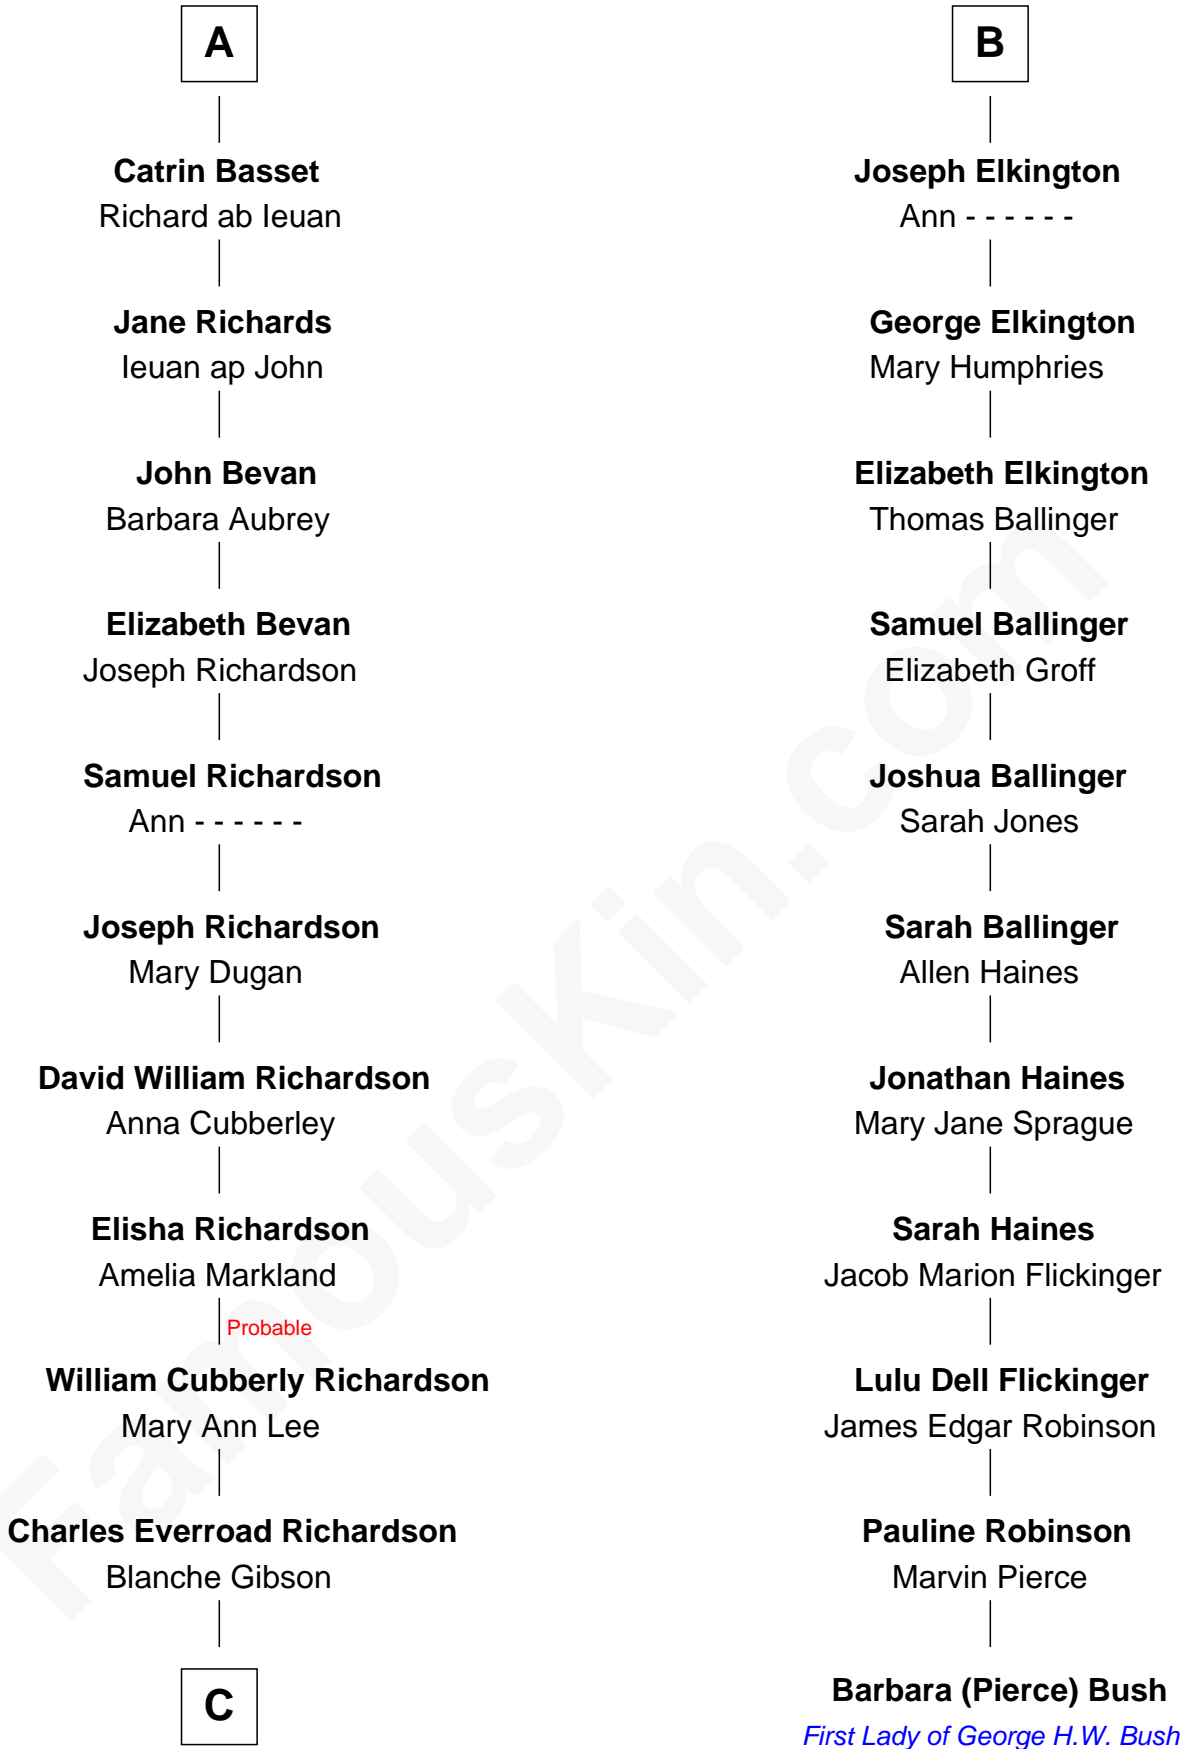 A
Catrin Basset
Richard ab Ieuan
Jane Richards
Ieuan ap John
John Bevan
Barbara Aubrey
Elizabeth Bevan
Joseph Richardson
Samuel Richardson
Ann - - - - - -
Joseph Richardson
Mary Dugan
David William Richardson
Anna Cubberley
Elisha Richardson
Amelia Markland
Probable
William Cubberly Richardson
Mary Ann Lee
Charles Everroad Richardson
Blanche Gibson
C
B
Joseph Elkington
Ann - - - - - -
George Elkington
Mary Humphries
Elizabeth Elkington
Thomas Ballinger
Samuel Ballinger
Elizabeth Groff
Joshua Ballinger
Sarah Jones
Sarah Ballinger
Allen Haines
Jonathan Haines
Mary Jane Sprague
Sarah Haines
Jacob Marion Flickinger
Lulu Dell Flickinger
James Edgar Robinson
Pauline Robinson
Marvin Pierce
Barbara (Pierce) Bush
First Lady of George H.W. Bush
FamousKin.com